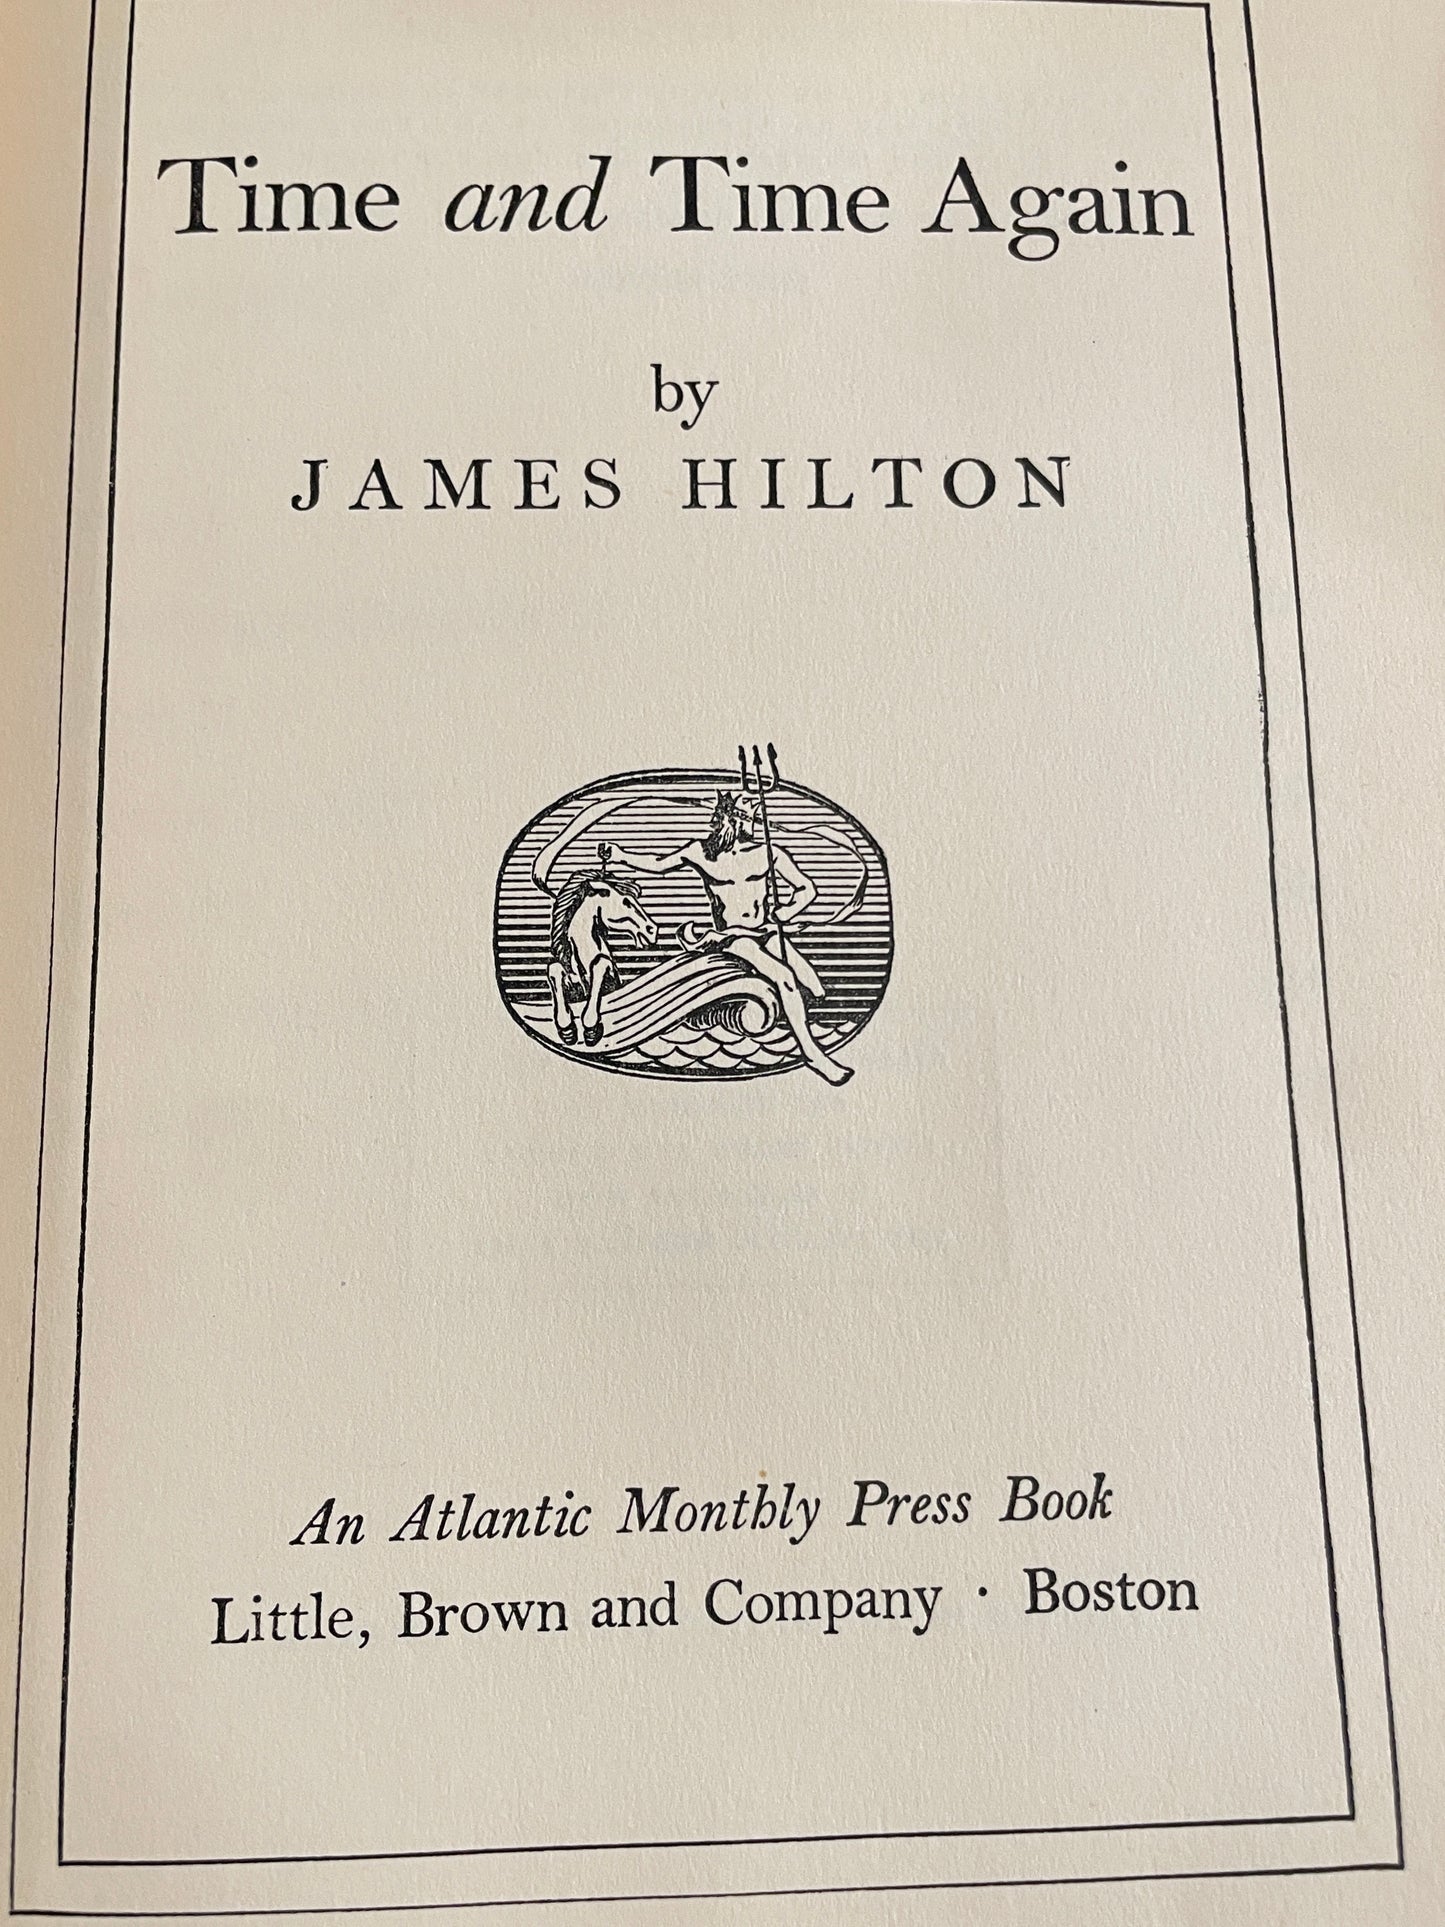 Time and Time Again
by
JAMES HILTON
An Atlantic Monthly Press Book
Little, Brown and Company · Boston